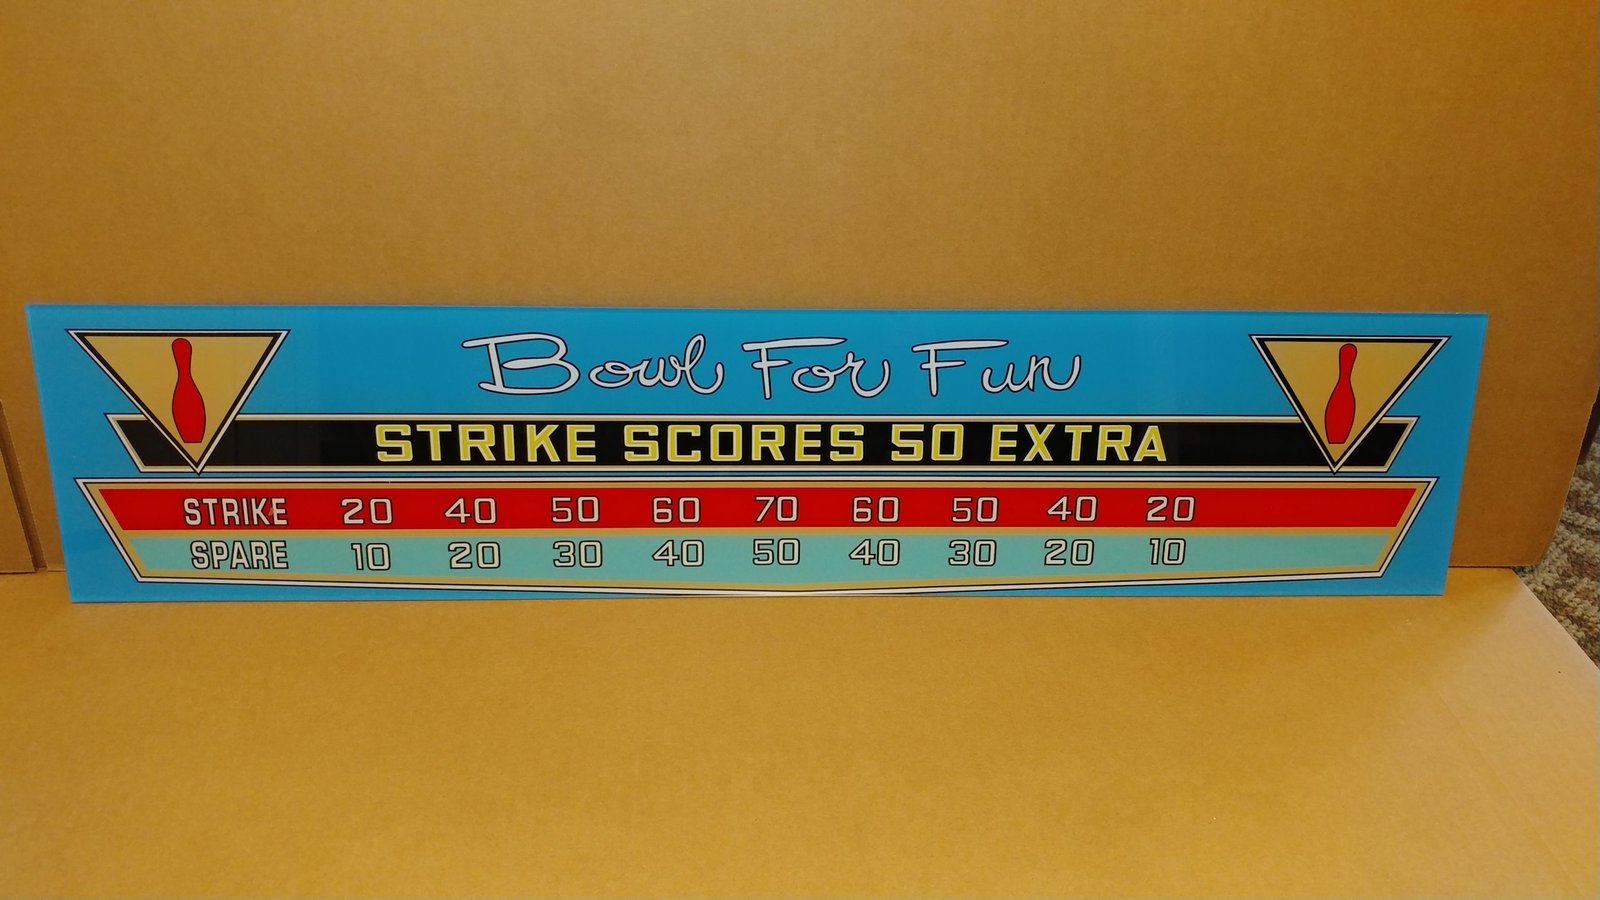 Bowl For Fun
STRIKE SCORES 50 EXTRA
STRIKE 20 40 50 60 70 60 50 40 20
SPARE 10 20 30 40 50 40 30 20 10